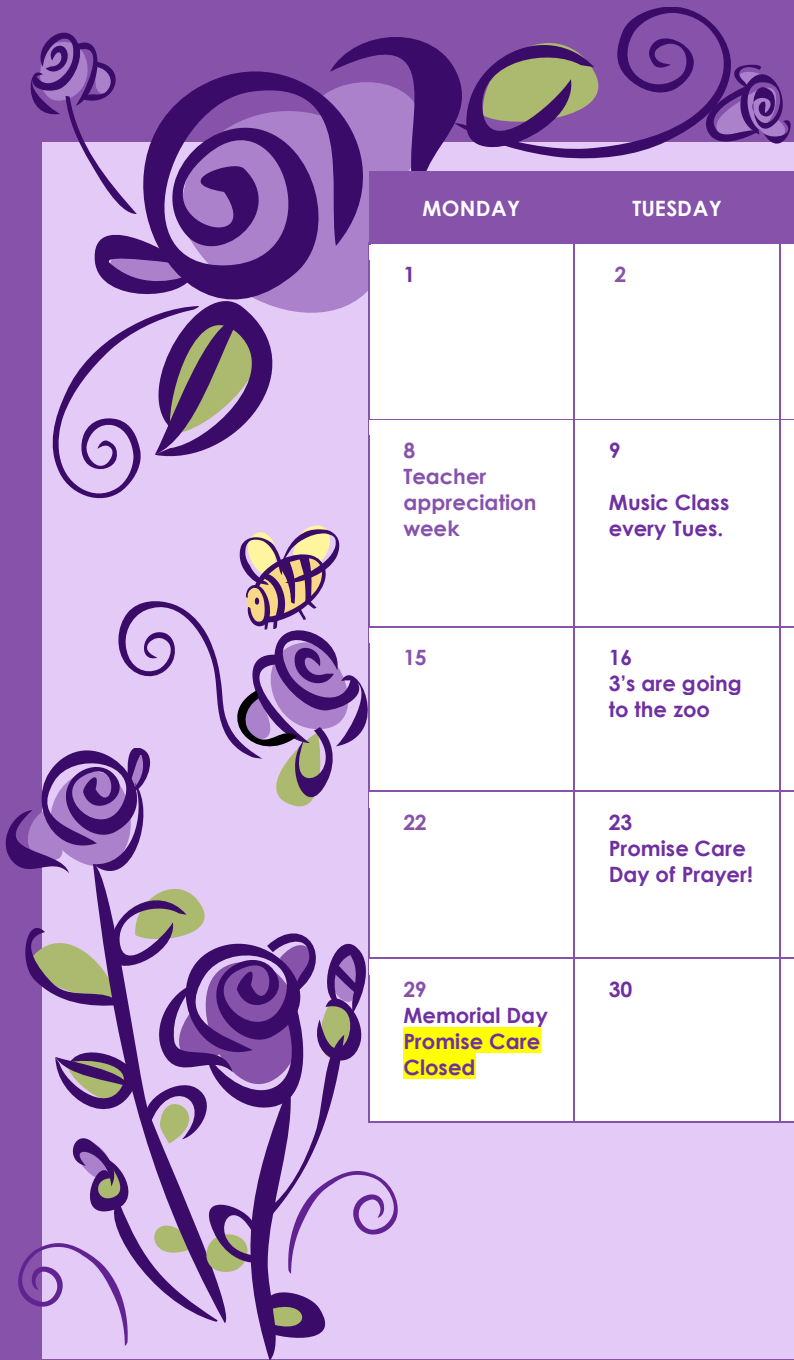 MONDAY TUESDAY
1 2
8
Teacher
appreciation
week
9
Music Class
every Tues.
15
16
3’s are going
to the zoo
22
23
Promise Care
Day of Prayer!
29
Memorial Day
Promise Care
Closed
30